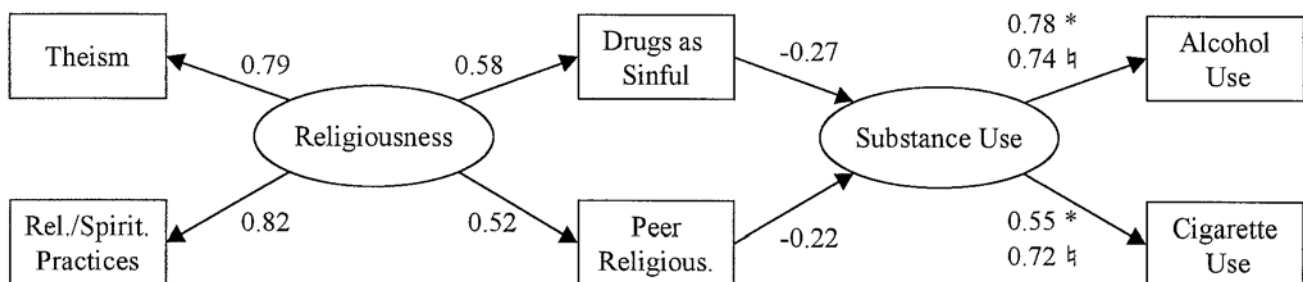 Theism
0.79
0.58
Drugs as
Sinful
-0.27
0.78 *
0.74 ♮
Alcohol
Use
Religiousness
Substance Use
Rel./Spirit.
Practices
0.82
0.52
Peer
Religious.
-0.22
0.55 *
0.72 ♮
Cigarette
Use